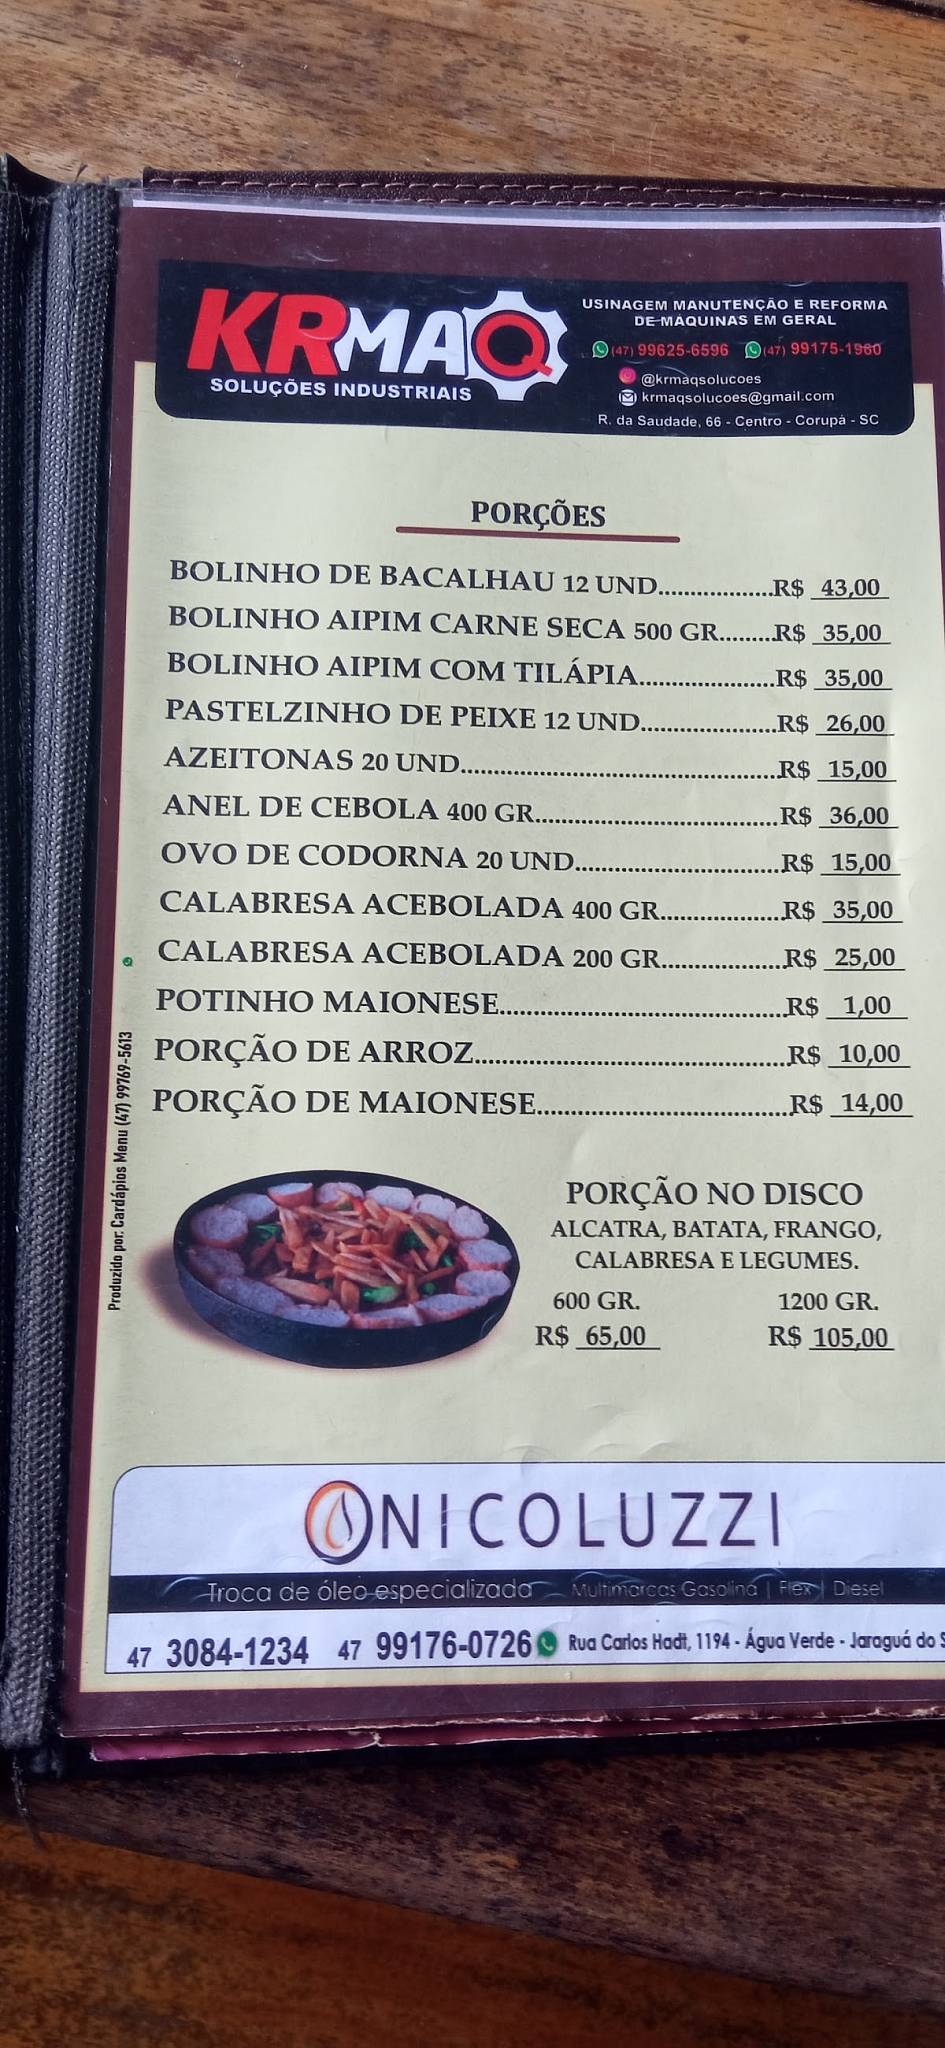 KRMAQ
SOLUÇÕES INDUSTRIAIS
USINAGEM MANUTENÇÃO E REFORMA
DE MÁQUINAS EM GERAL
(47) 99625-6596 (47) 99175-1960
@krmaqsolucoes
krmaqsolucoes@gmail.com
R. da Saudade, 66 - Centro - Corupá - SC
PORÇÕES
BOLINHO DE BACALHAU 12 UND..................R$ 43,00
BOLINHO AIPIM CARNE SECA 500 GR.........R$ 35,00
BOLINHO AIPIM COM TILÁPIA.....................R$ 35,00
PASTELZINHO DE PEIXE 12 UND.....................R$ 26,00
AZEITONAS 20 UND.................................................R$ 15,00
ANEL DE CEBOLA 400 GR......................................R$ 36,00
OVO DE CODORNA 20 UND.................................R$ 15,00
CALABRESA ACEBOLADA 400 GR...................R$ 35,00
CALABRESA ACEBOLADA 200 GR...................R$ 25,00
POTINHO MAIONESE.............................................R$ 1,00
PORÇÃO DE ARROZ.................................................R$ 10,00
PORÇÃO DE MAIONESE........................................R$ 14,00
PORÇÃO NO DISCO
ALCATRA, BATATA, FRANGO,
CALABRESA E LEGUMES.
600 GR. 1200 GR.
R$ 65,00 R$ 105,00
Produzido por: Cardápios Menu (47) 99769-5613
NICOLUZZI
Troca de óleo especializada Multimarcas Gasolina | Flex | Diesel
47 3084-1234 47 99176-0726 Rua Carlos Hadt, 1194 - Água Verde - Jaraguá do S